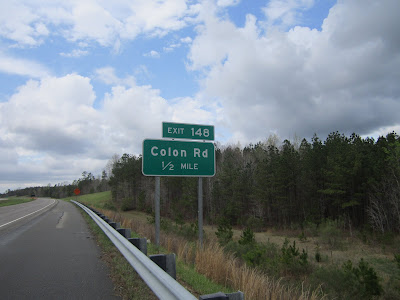 EXIT 148
Colon Rd
1/2 MILE